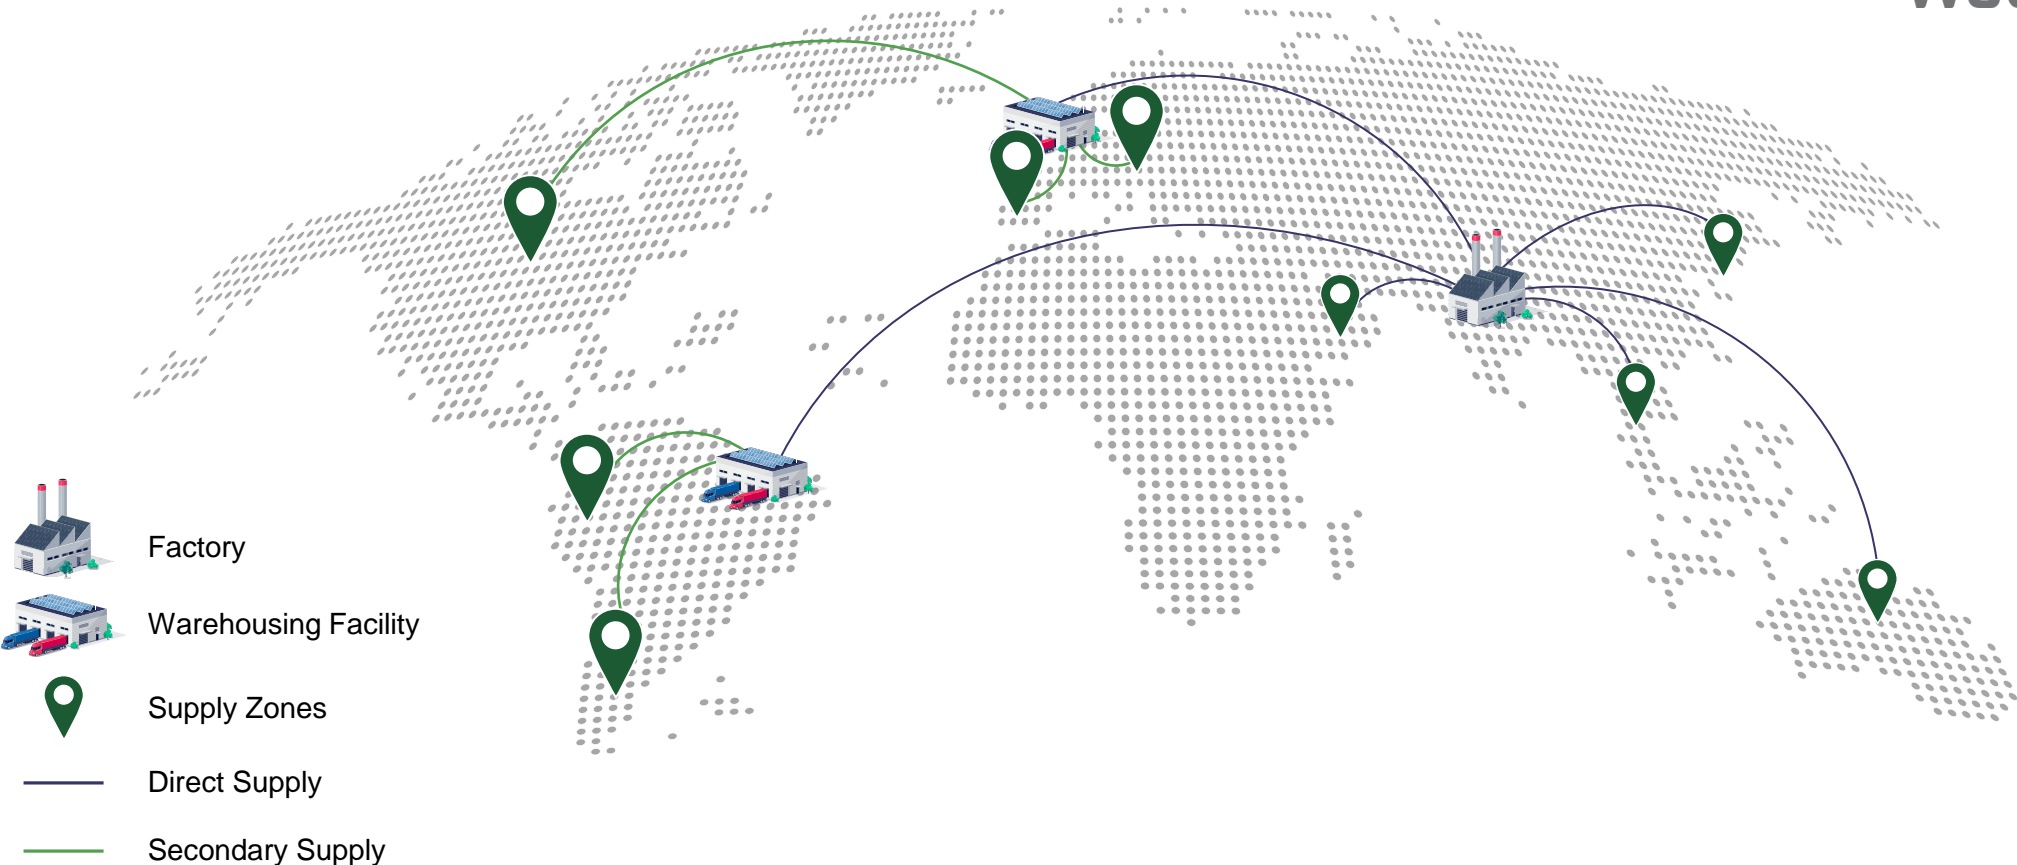 Factory
Warehousing Facility
Supply Zones
Direct Supply
Secondary Supply